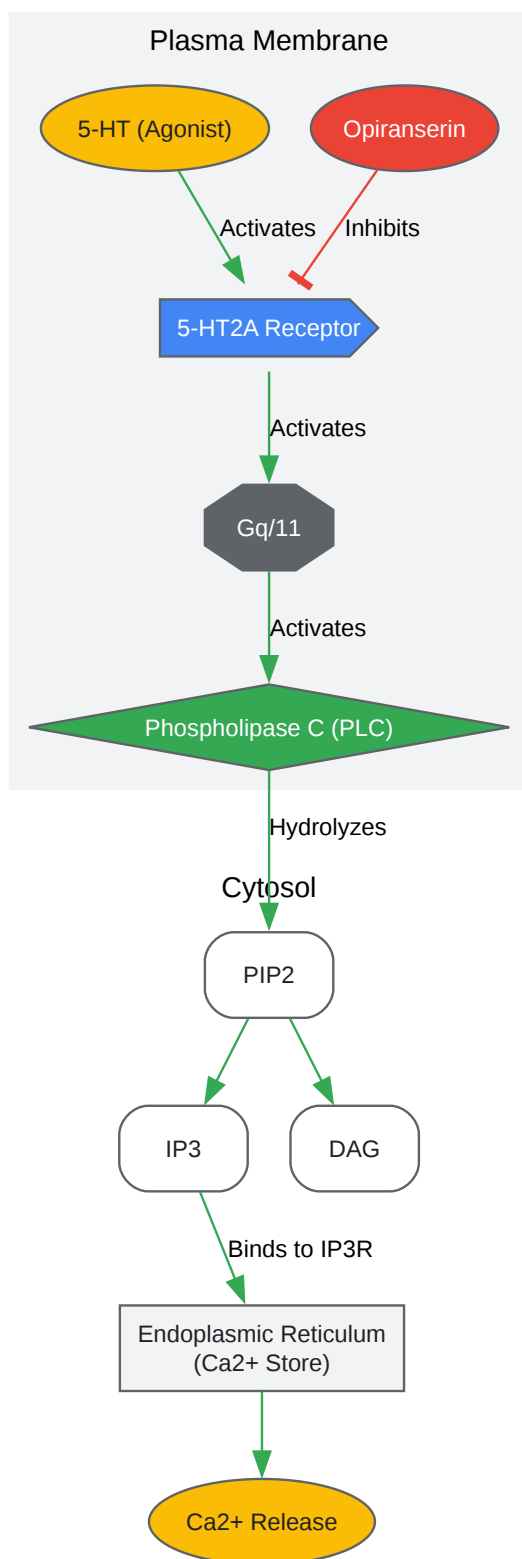 Plasma Membrane
5-HT (Agonist)
Opiranserin
Activates
Inhibits
5-HT2A Receptor
Activates
Gq/11
Activates
Phospholipase C (PLC)
Hydrolyzes
Cytosol
PIP2
IP3
DAG
Binds to IP3R
Endoplasmic Reticulum
(Ca2+ Store)
Ca2+ Release